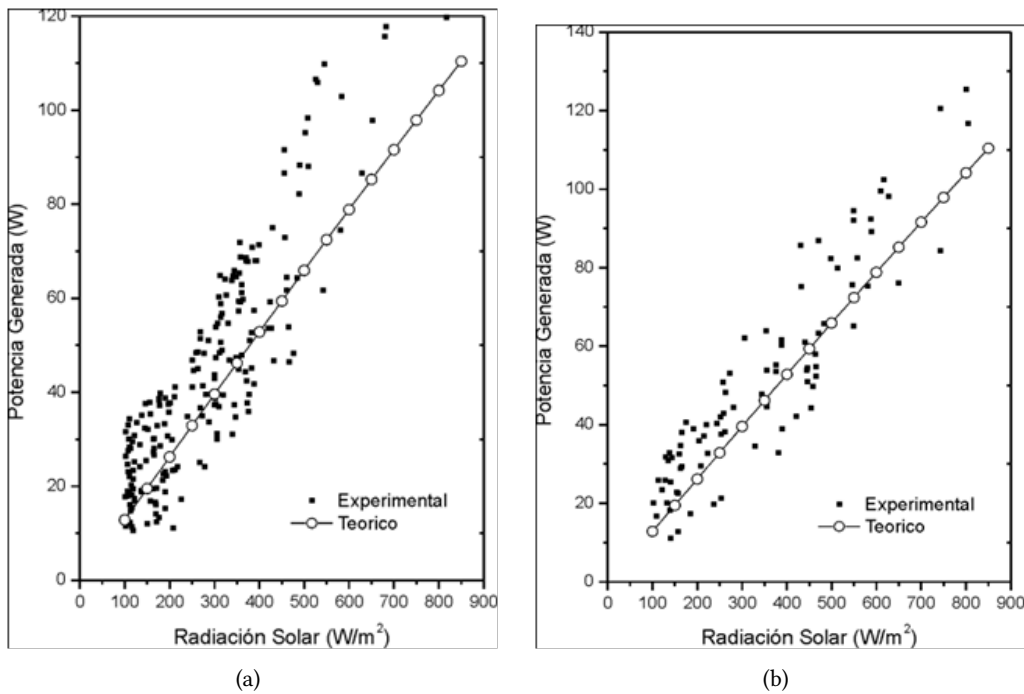 120
100
80
60
40
20
0
Potencia Generada (W)
Experimental
Teorico
0 100 200 300 400 500 600 700 800 900
Radiación Solar (W/m²)
(a)
140
120
100
80
60
40
20
0
Potencia Generada (W)
Experimental
Teorico
0 100 200 300 400 500 600 700 800 900
Radiación Solar (W/m²)
(b)